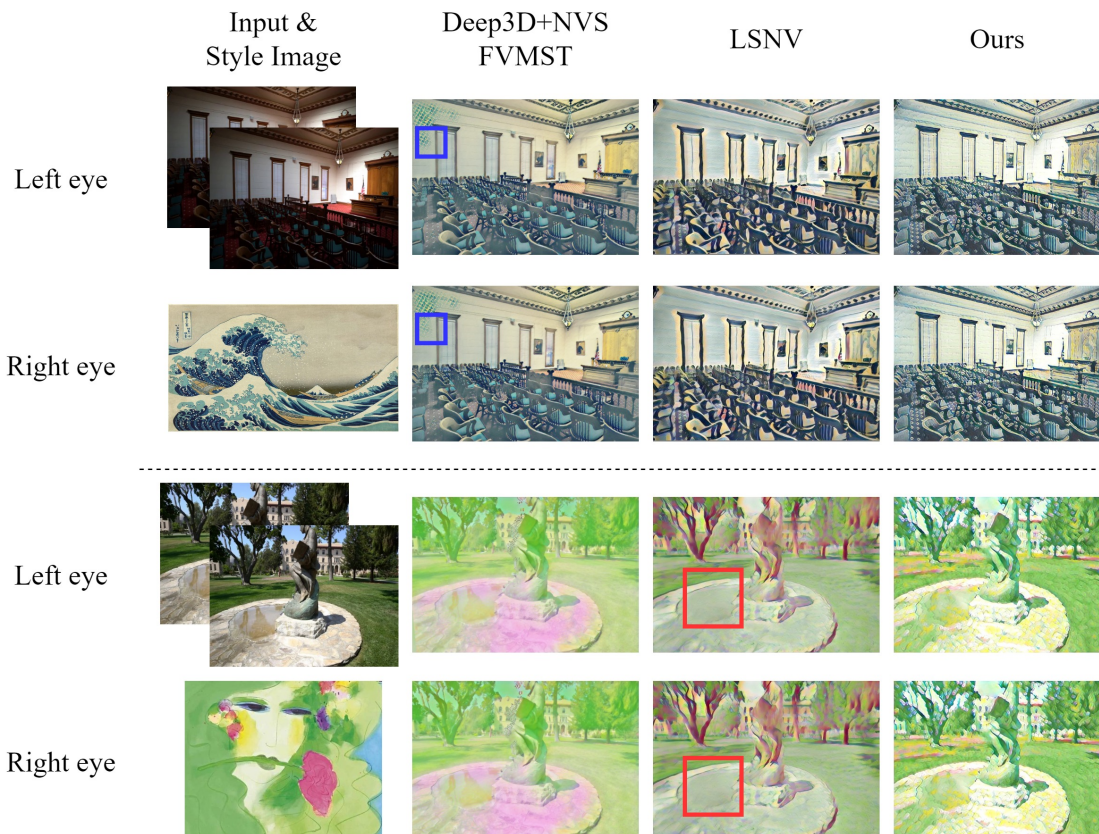 Input &
Style Image
Deep3D+NVS
FVMST
LSNV
Ours
Left eye
Right eye
Left eye
Right eye